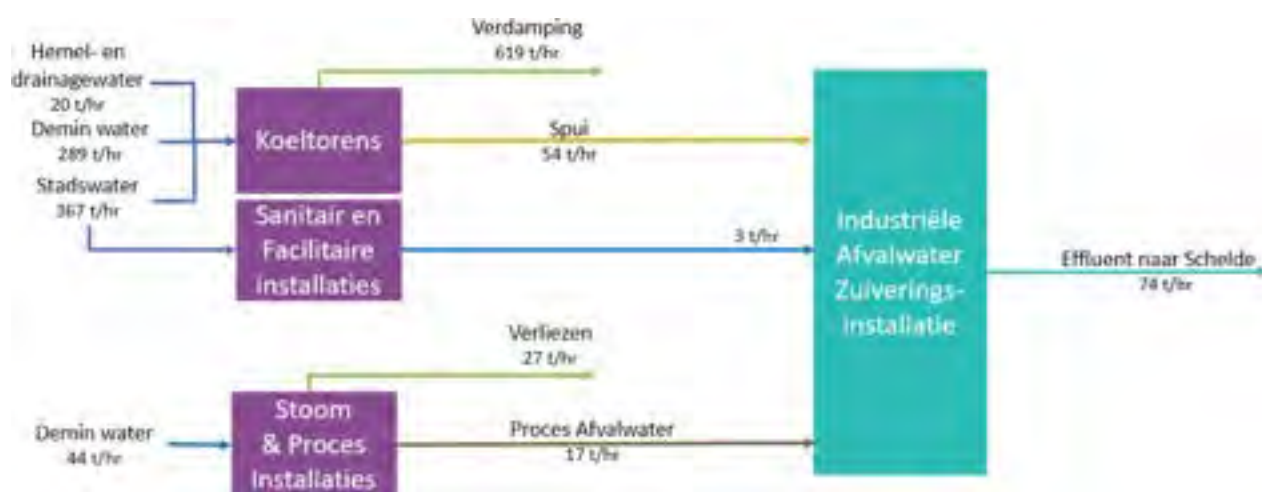 Verdamping
619 t/hr
Hemel- en
drainagewater
20 t/hr
Demin water
289 t/hr
Stadswater
367 t/hr
Koeltorens
Spui
54 t/hr
Sanitair en
Facilitaire
installaties
3 t/hr
Industriële
Afvalwater
Zuiverings-
installatie
Effluent naar Schelde
74 t/hr
Verliezen
27 t/hr
Demin water
44 t/hr
Stoom
& Proces
Installaties
Proces Afvalwater
17 t/hr